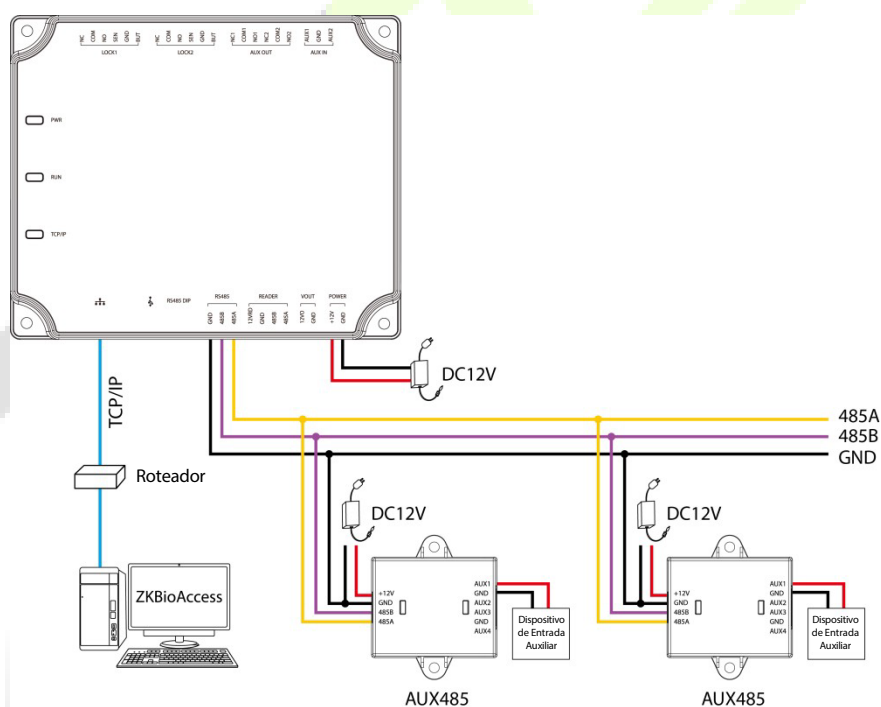 NC COM NO SEN GND BUT NC COM NO SEN GND BUT NC1 COM1 NO1 NC2 COM2 NO2 AUX1 GND AUX2
LOCK1 LOCK2 AUX OUT AUX IN
PWR
RUN
TCP/IP
RS485 DIP RS485 READER VOUT POWER
GND 485B 485A 12VRD GND 485B 485A 12VO GND +12V GND
DC12V
TCP/IP
485A
485B
GND
Roteador
DC12V
DC12V
ZKBioAccess
+12V
GND
485B
485A
AUX1
GND
AUX2
AUX3
GND
AUX4
Dispositivo
de Entrada
Auxiliar
+12V
GND
485B
485A
AUX1
GND
AUX2
AUX3
GND
AUX4
Dispositivo
de Entrada
Auxiliar
AUX485
AUX485